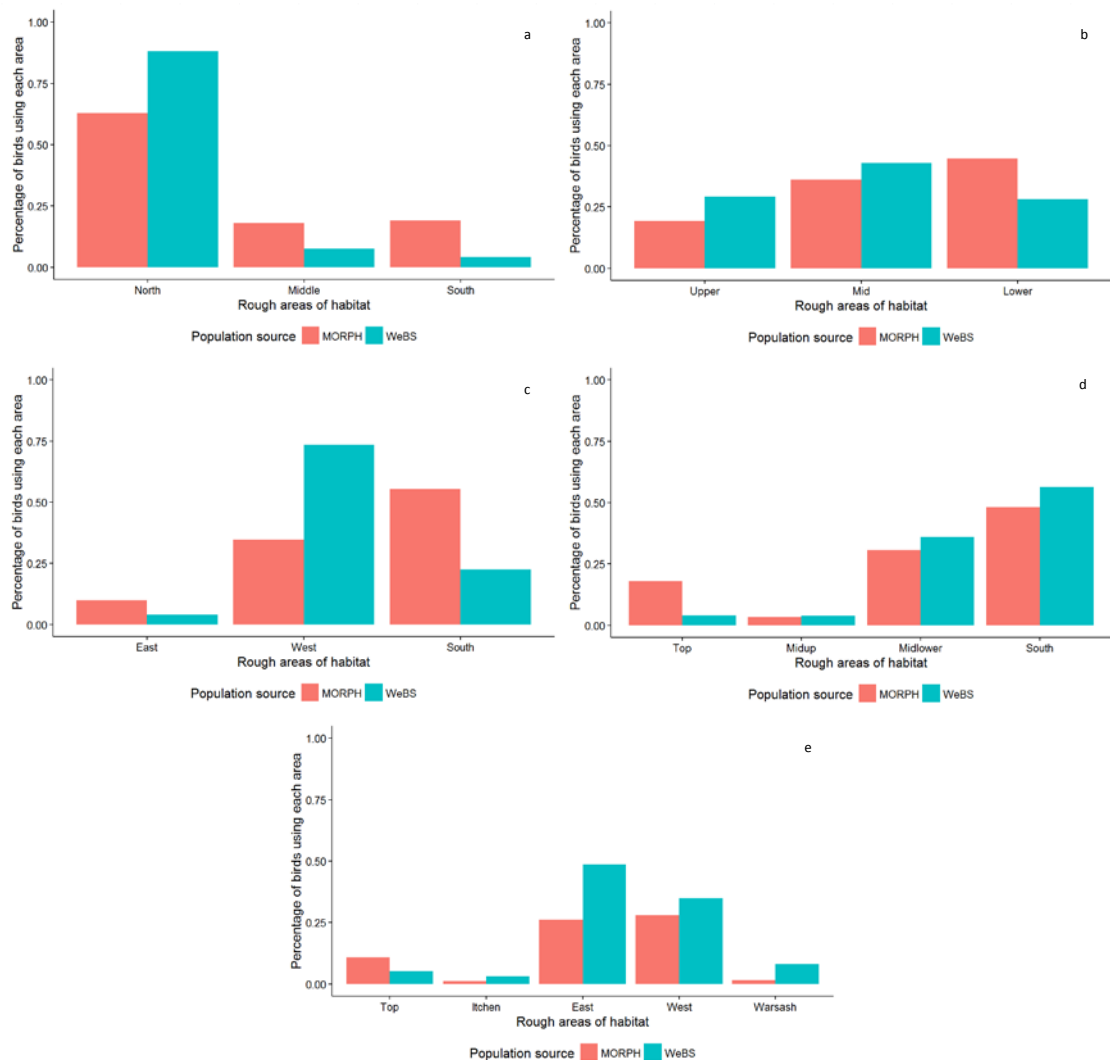 a
Percentage of birds using each area
1.00
0.75
0.50
0.25
0.00
North Middle South
Rough areas of habitat
Population source MORPH WeBS
b
Percentage of birds using each area
1.00
0.75
0.50
0.25
0.00
Upper Mid Lower
Rough areas of habitat
Population source MORPH WeBS
c
Percentage of birds using each area
1.00
0.75
0.50
0.25
0.00
East West South
Rough areas of habitat
Population source MORPH WeBS
d
Percentage of birds using each area
1.00
0.75
0.50
0.25
0.00
Top Midup Midlower South
Rough areas of habitat
Population source MORPH WeBS
e
Percentage of birds using each area
1.00
0.75
0.50
0.25
0.00
Top Itchen East West Warsash
Rough areas of habitat
Population source MORPH WeBS